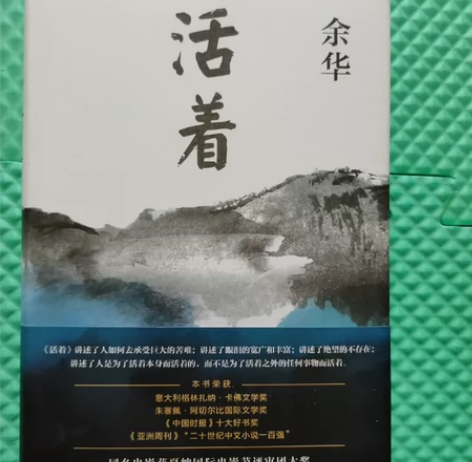 活着
余华
《活着》讲述了人如何去承受巨大的苦难；讲述了眼泪的宽广和丰富；讲述了绝望的不存在；
讲述了人是为了活着本身而活着的，而不是为了活着之外的任何事物而活着。
本书荣获
意大利格林扎纳·卡佛文学奖
朱塞佩·阿切尔比国际文学奖
《中国时报》十大好书奖
《亚洲周刊》“二十世纪中文小说一百强”